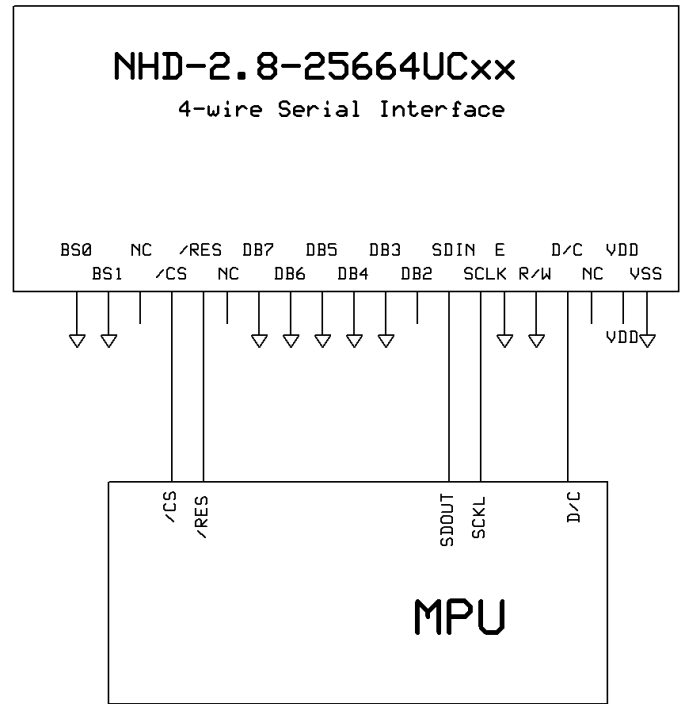 NHD-2.8-25664UCxx
4-wire Serial Interface
BS0 NC /RES DB7 DB5 DB3 SDIN E D/C VDD
BS1 /CS NC DB6 DB4 DB2 SCLK R/W NC VSS
VDD
/CS
/RES
SDOUT
SCKL
D/C
MPU